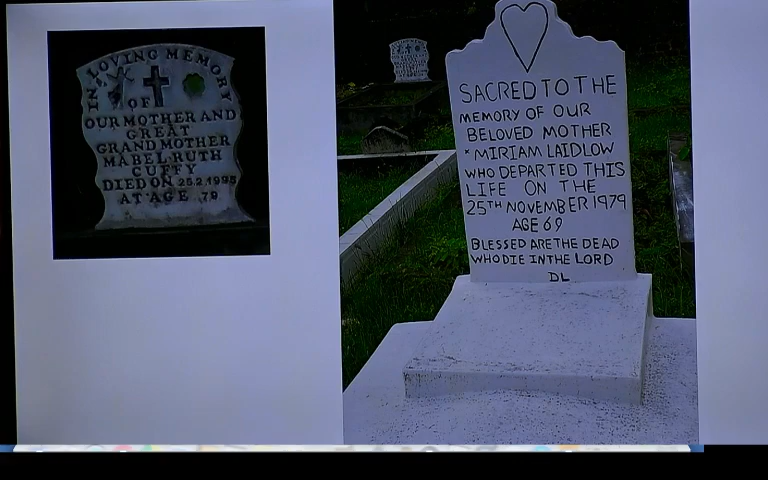 IN LOVING MEMORY
OF
OUR MOTHER AND
GREAT
GRAND MOTHER
MABEL RUTH
CUFFY
DIED ON 25.2.1995
AT AGE 79
SACRED TO THE
MEMORY OF OUR
BELOVED MOTHER
MIRIAM LAIDLOW
WHO DEPARTED THIS
LIFE ON THE
25TH NOVEMBER 1979
AGE 69
BLESSED ARE THE DEAD
WHO DIE IN THE LORD
DL